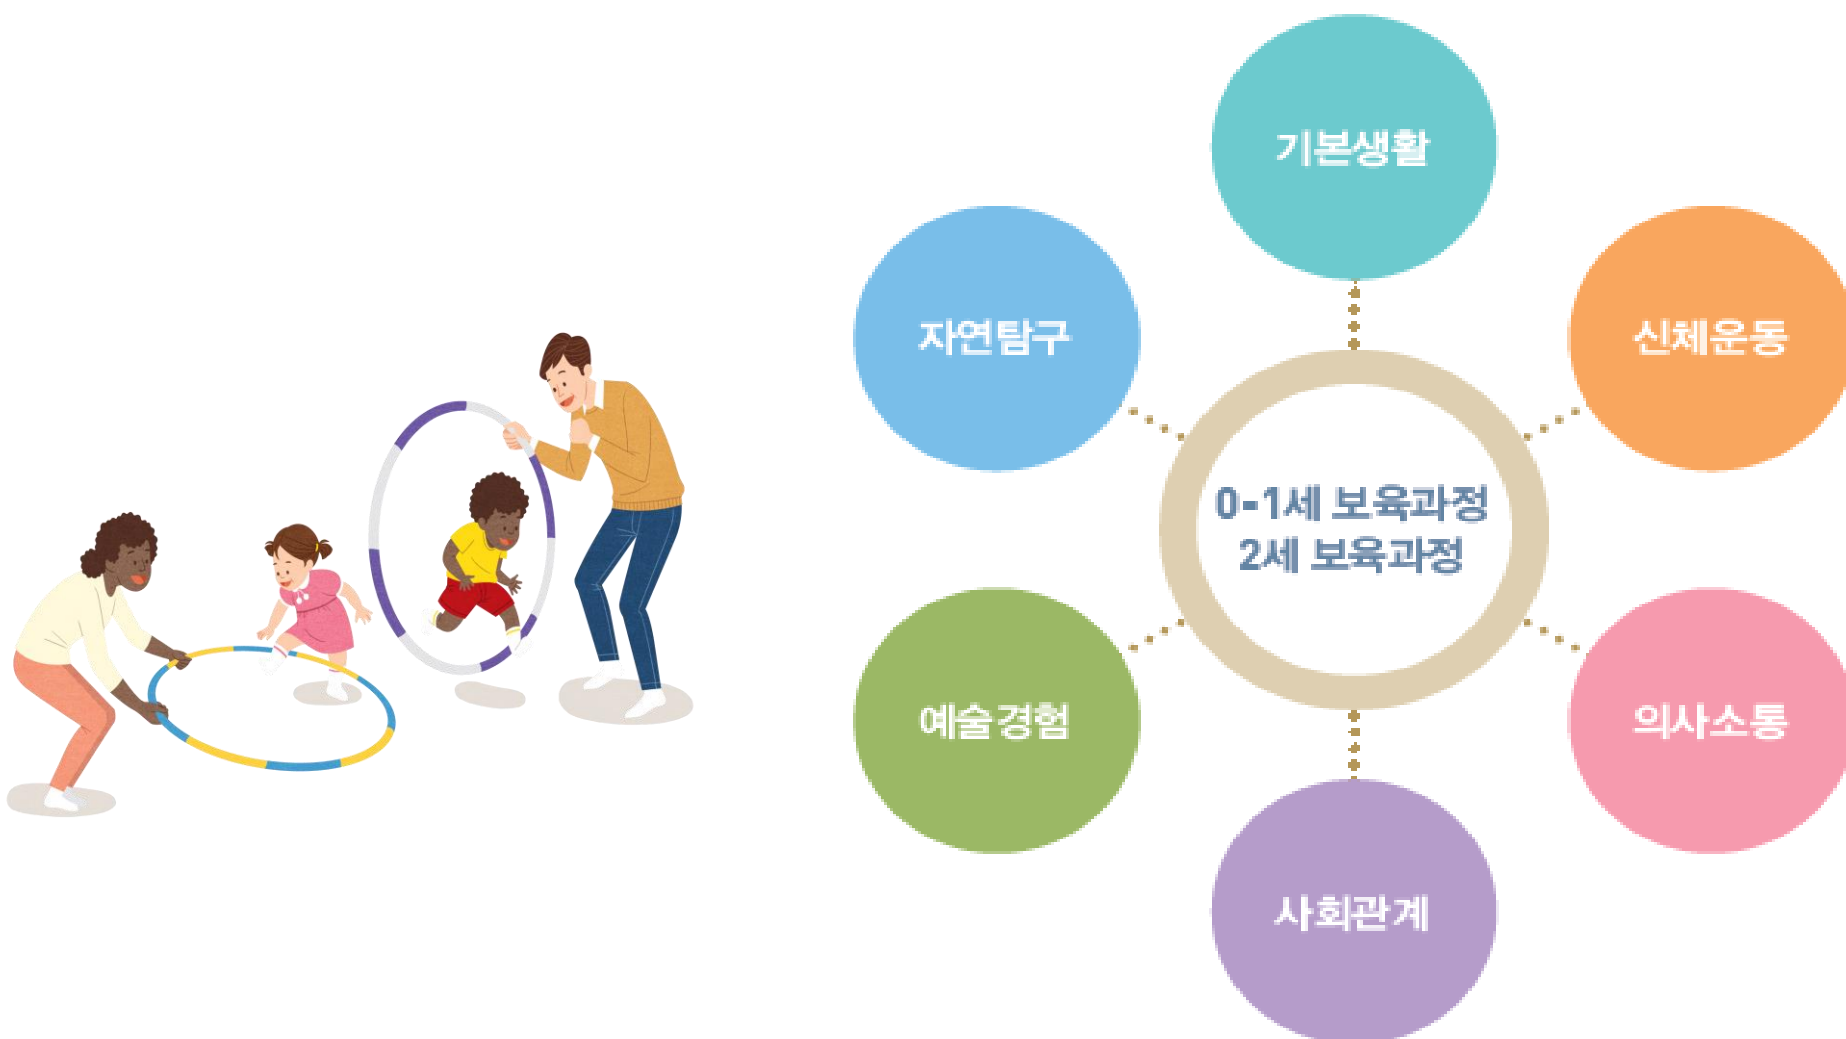 기본생활
자연탐구
신체운동
0-1세 보육과정
2세 보육과정
예술경험
의사소통
사회관계